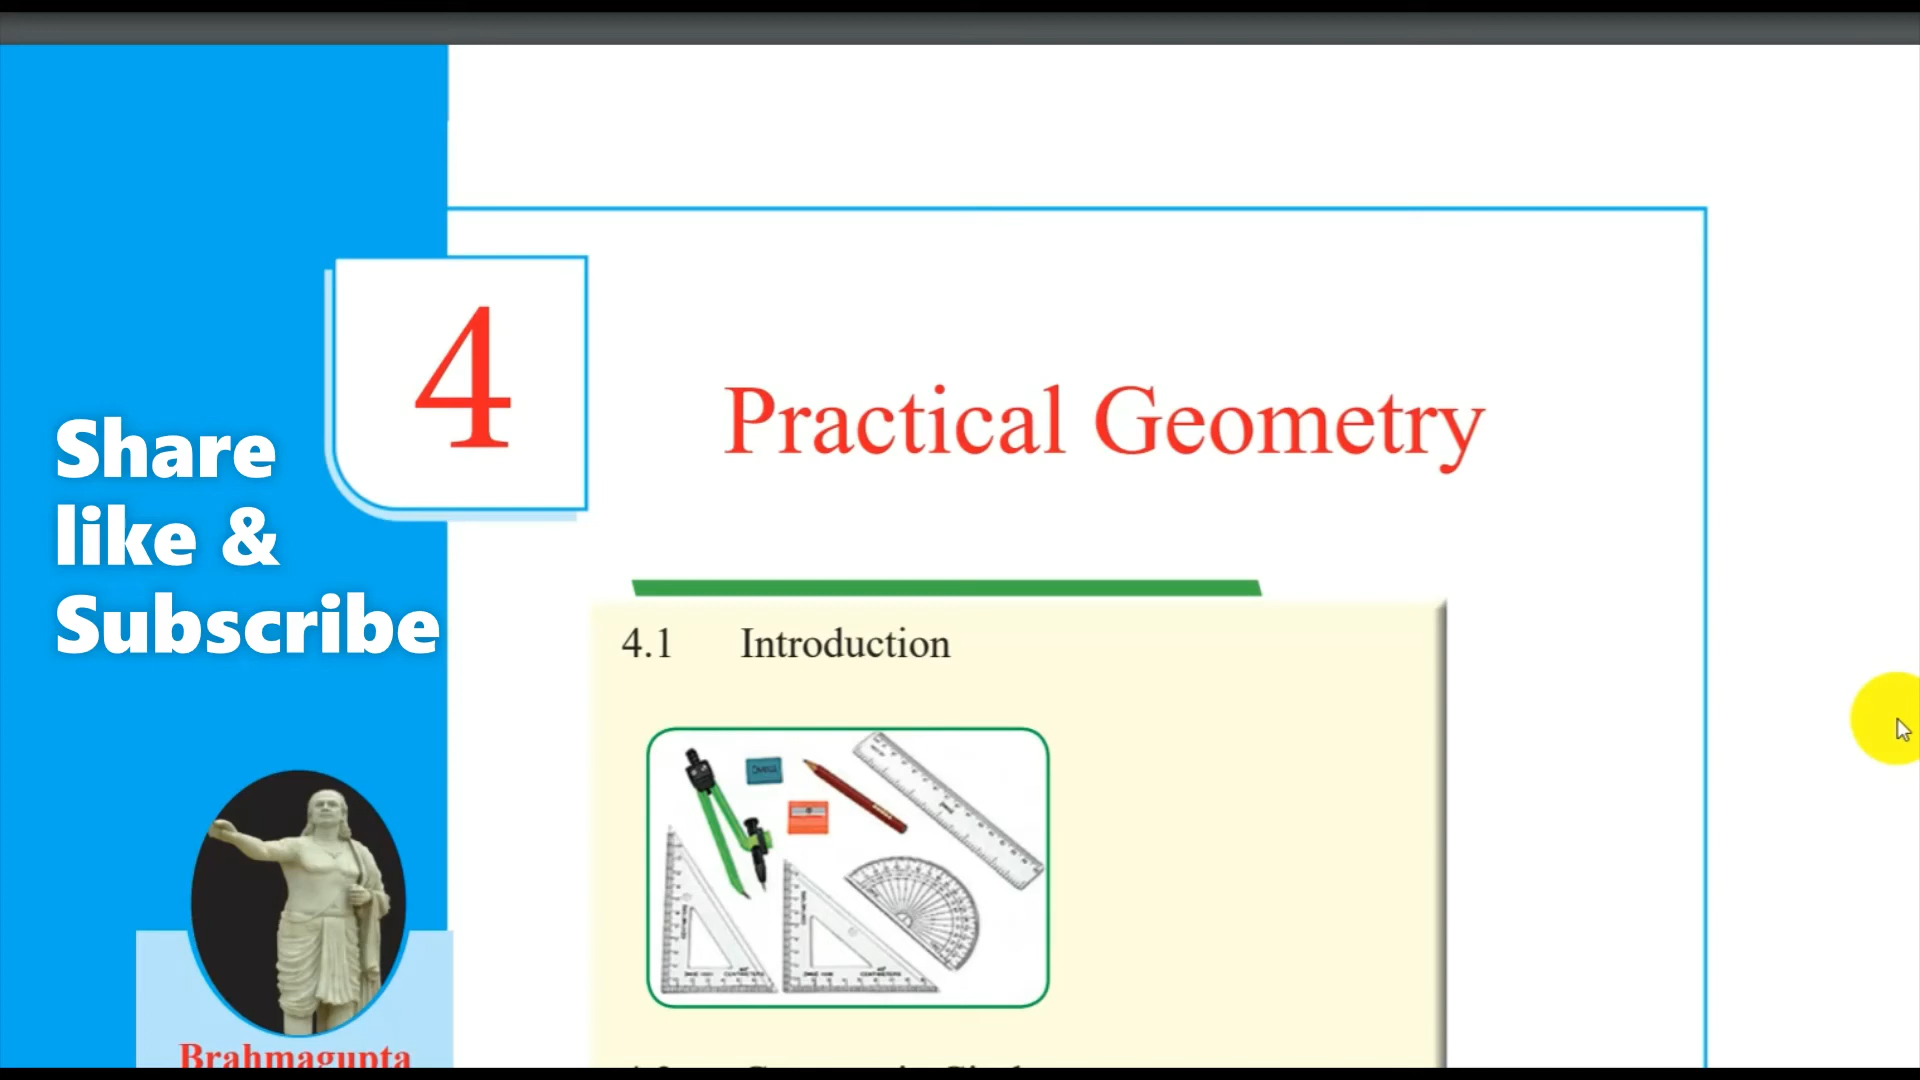 4
Practical Geometry
Share
like &
Subscribe
4.1 Introduction
Brahmagupta